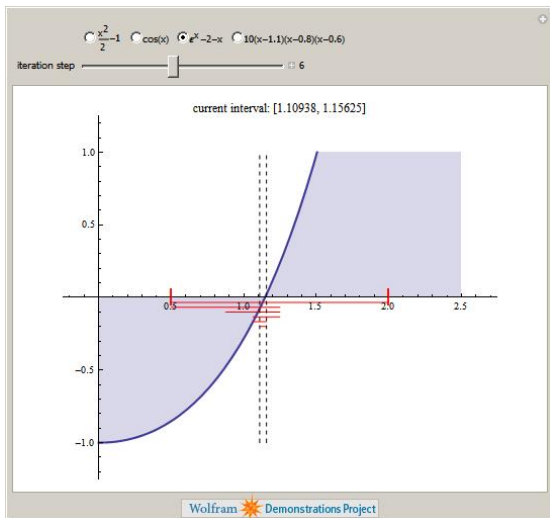 x²/2 −1 cos(x) eˣ −2−x 10(x−1.1)(x−0.8)(x−0.6)
iteration step 6
current interval: [1.10938, 1.15625]
1.0
0.5
0.5 1.0 1.5 2.0 2.5
−0.5
−1.0
Wolfram Demonstrations Project